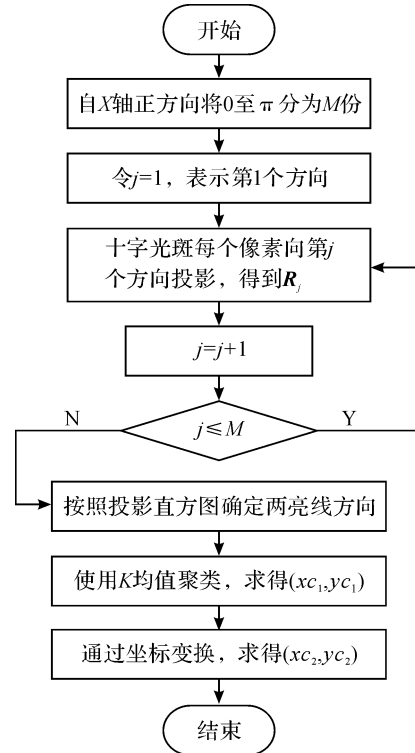 开始
自X轴正方向将0至π分为M份
令j=1，表示第1个方向
十字光斑每个像素向第j
个方向投影，得到Rj
j=j+1
N
j≤M
Y
按照投影直方图确定两亮线方向
使用K均值聚类，求得(xc1,yc1)
通过坐标变换，求得(xc2,yc2)
结束